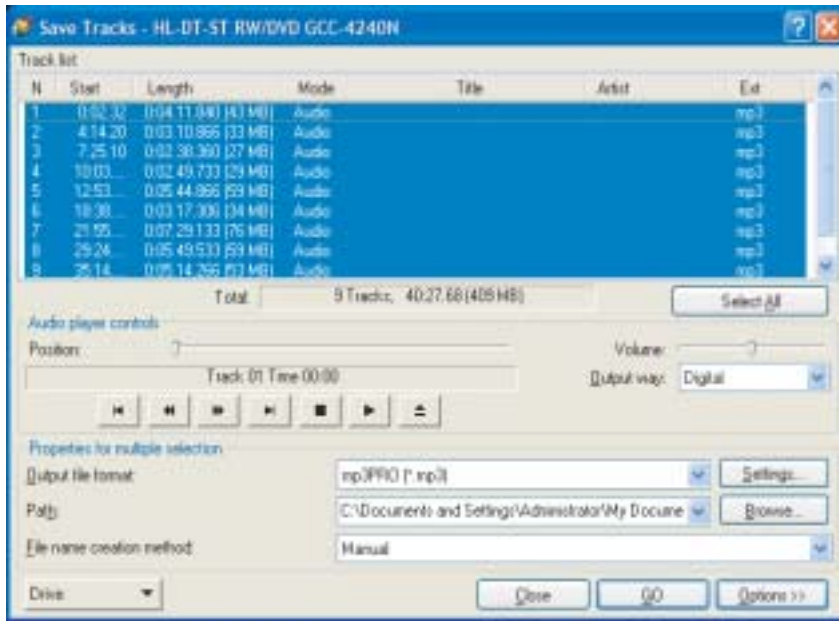 Save Tracks - HL-DT-ST RW/DVD GCC-4240N
Track list
N Start Length Mode Title Artist Ext
1 0:02.32 0:04:11.840 (43 MB) Audio mp3
2 4:14.20 0:03:10.866 (33 MB) Audio mp3
3 7:25.10 0:02:38.360 (27 MB) Audio mp3
4 10:03.... 0:02:49.733 (29 MB) Audio mp3
5 12:53.... 0:05:44.866 (59 MB) Audio mp3
6 18:38.... 0:03:17.306 (34 MB) Audio mp3
7 21:55.... 0:07:29.133 (76 MB) Audio mp3
8 29:24.... 0:05:49.533 (59 MB) Audio mp3
9 35:14.... 0:05:14.266 (53 MB) Audio mp3
Total: 9 Tracks, 40:27.68 (409 MB) Select All
Audio player controls
Position: Volume:
Track 01 Time 00:00 Output way: Digital
Properties for multiple selection
Output file format: mp3PRO (*.mp3) Settings...
Path: C:\Documents and Settings\Administrator\My Docume Browse...
File name creation method: Manual
Drive Close GO Options >>